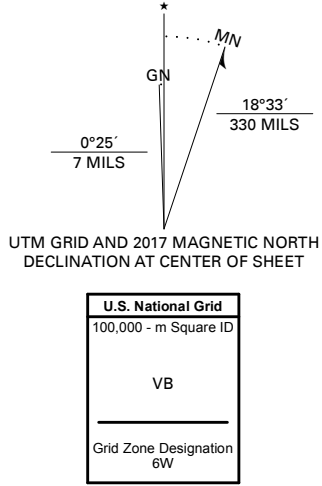 ★
MN
GN
0°25´
7 MILS
18°33´
330 MILS
UTM GRID AND 2017 MAGNETIC NORTH
DECLINATION AT CENTER OF SHEET
U.S. National Grid
100,000 - m Square ID
VB
Grid Zone Designation
6W